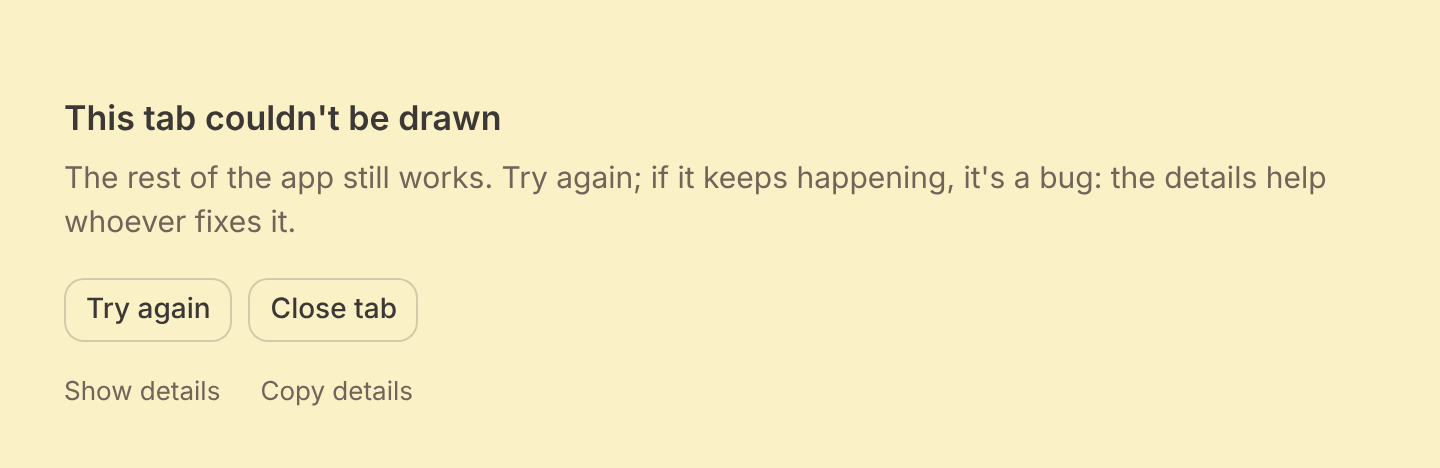 This tab couldn't be drawn
The rest of the app still works. Try again; if it keeps happening, it's a bug: the details help
whoever fixes it.
Try again
Close tab
Show details
Copy details